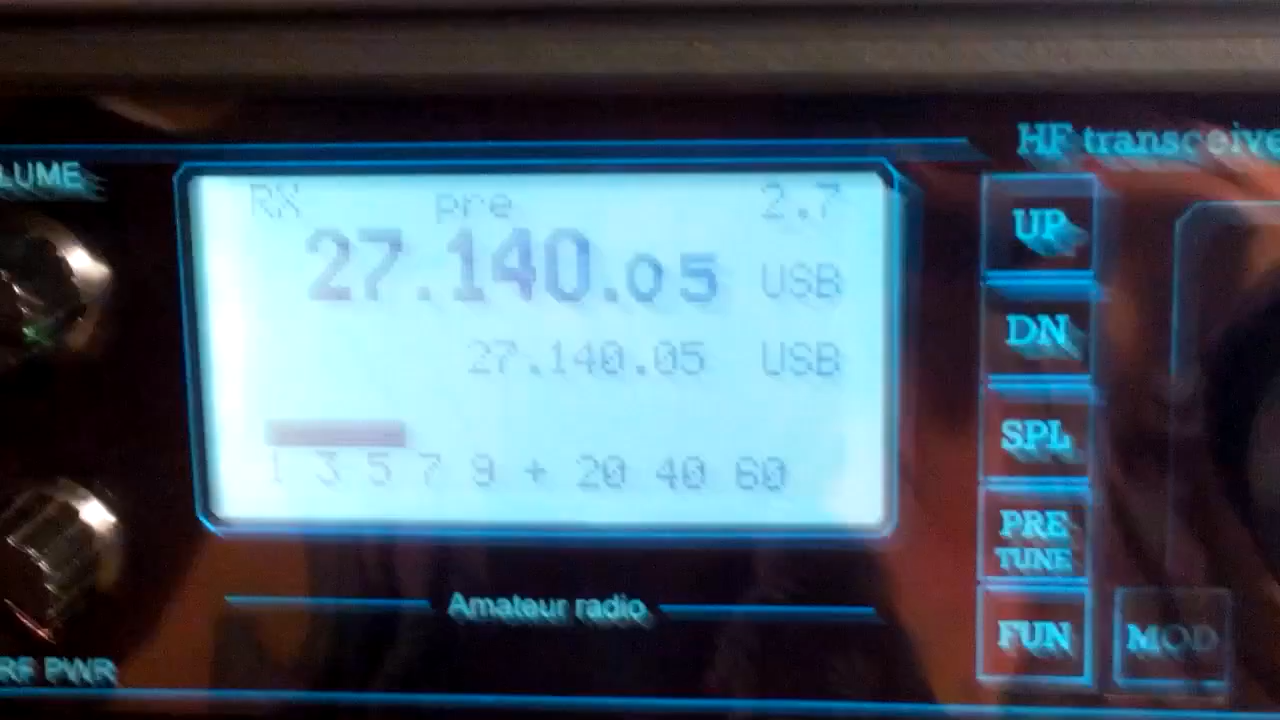 HF transceive
LUME
RX pre 2.7
27.140.05 USB
27.140.05 USB
1 3 5 7 9 + 20 40 60
UP
DN
SPL
PRE
TUNE
FUN
MOD
Amateur radio
RF PWR